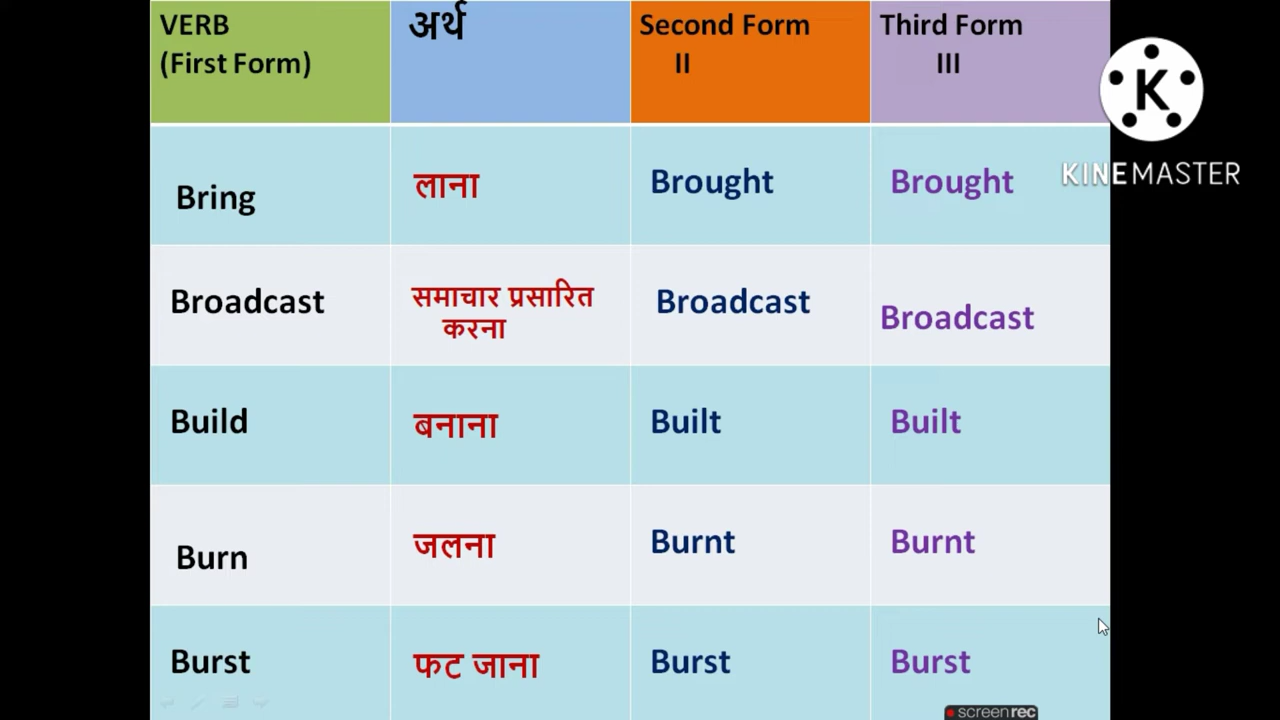 VERB
(First Form)
अर्थ
Second Form
II
Third Form
III
K
KINEMASTER
Bring
लाना
Brought
Brought
Broadcast
समाचार प्रसारित
करना
Broadcast
Broadcast
Build
बनाना
Built
Built
Burn
जलना
Burnt
Burnt
Burst
फट जाना
Burst
Burst
screenrec